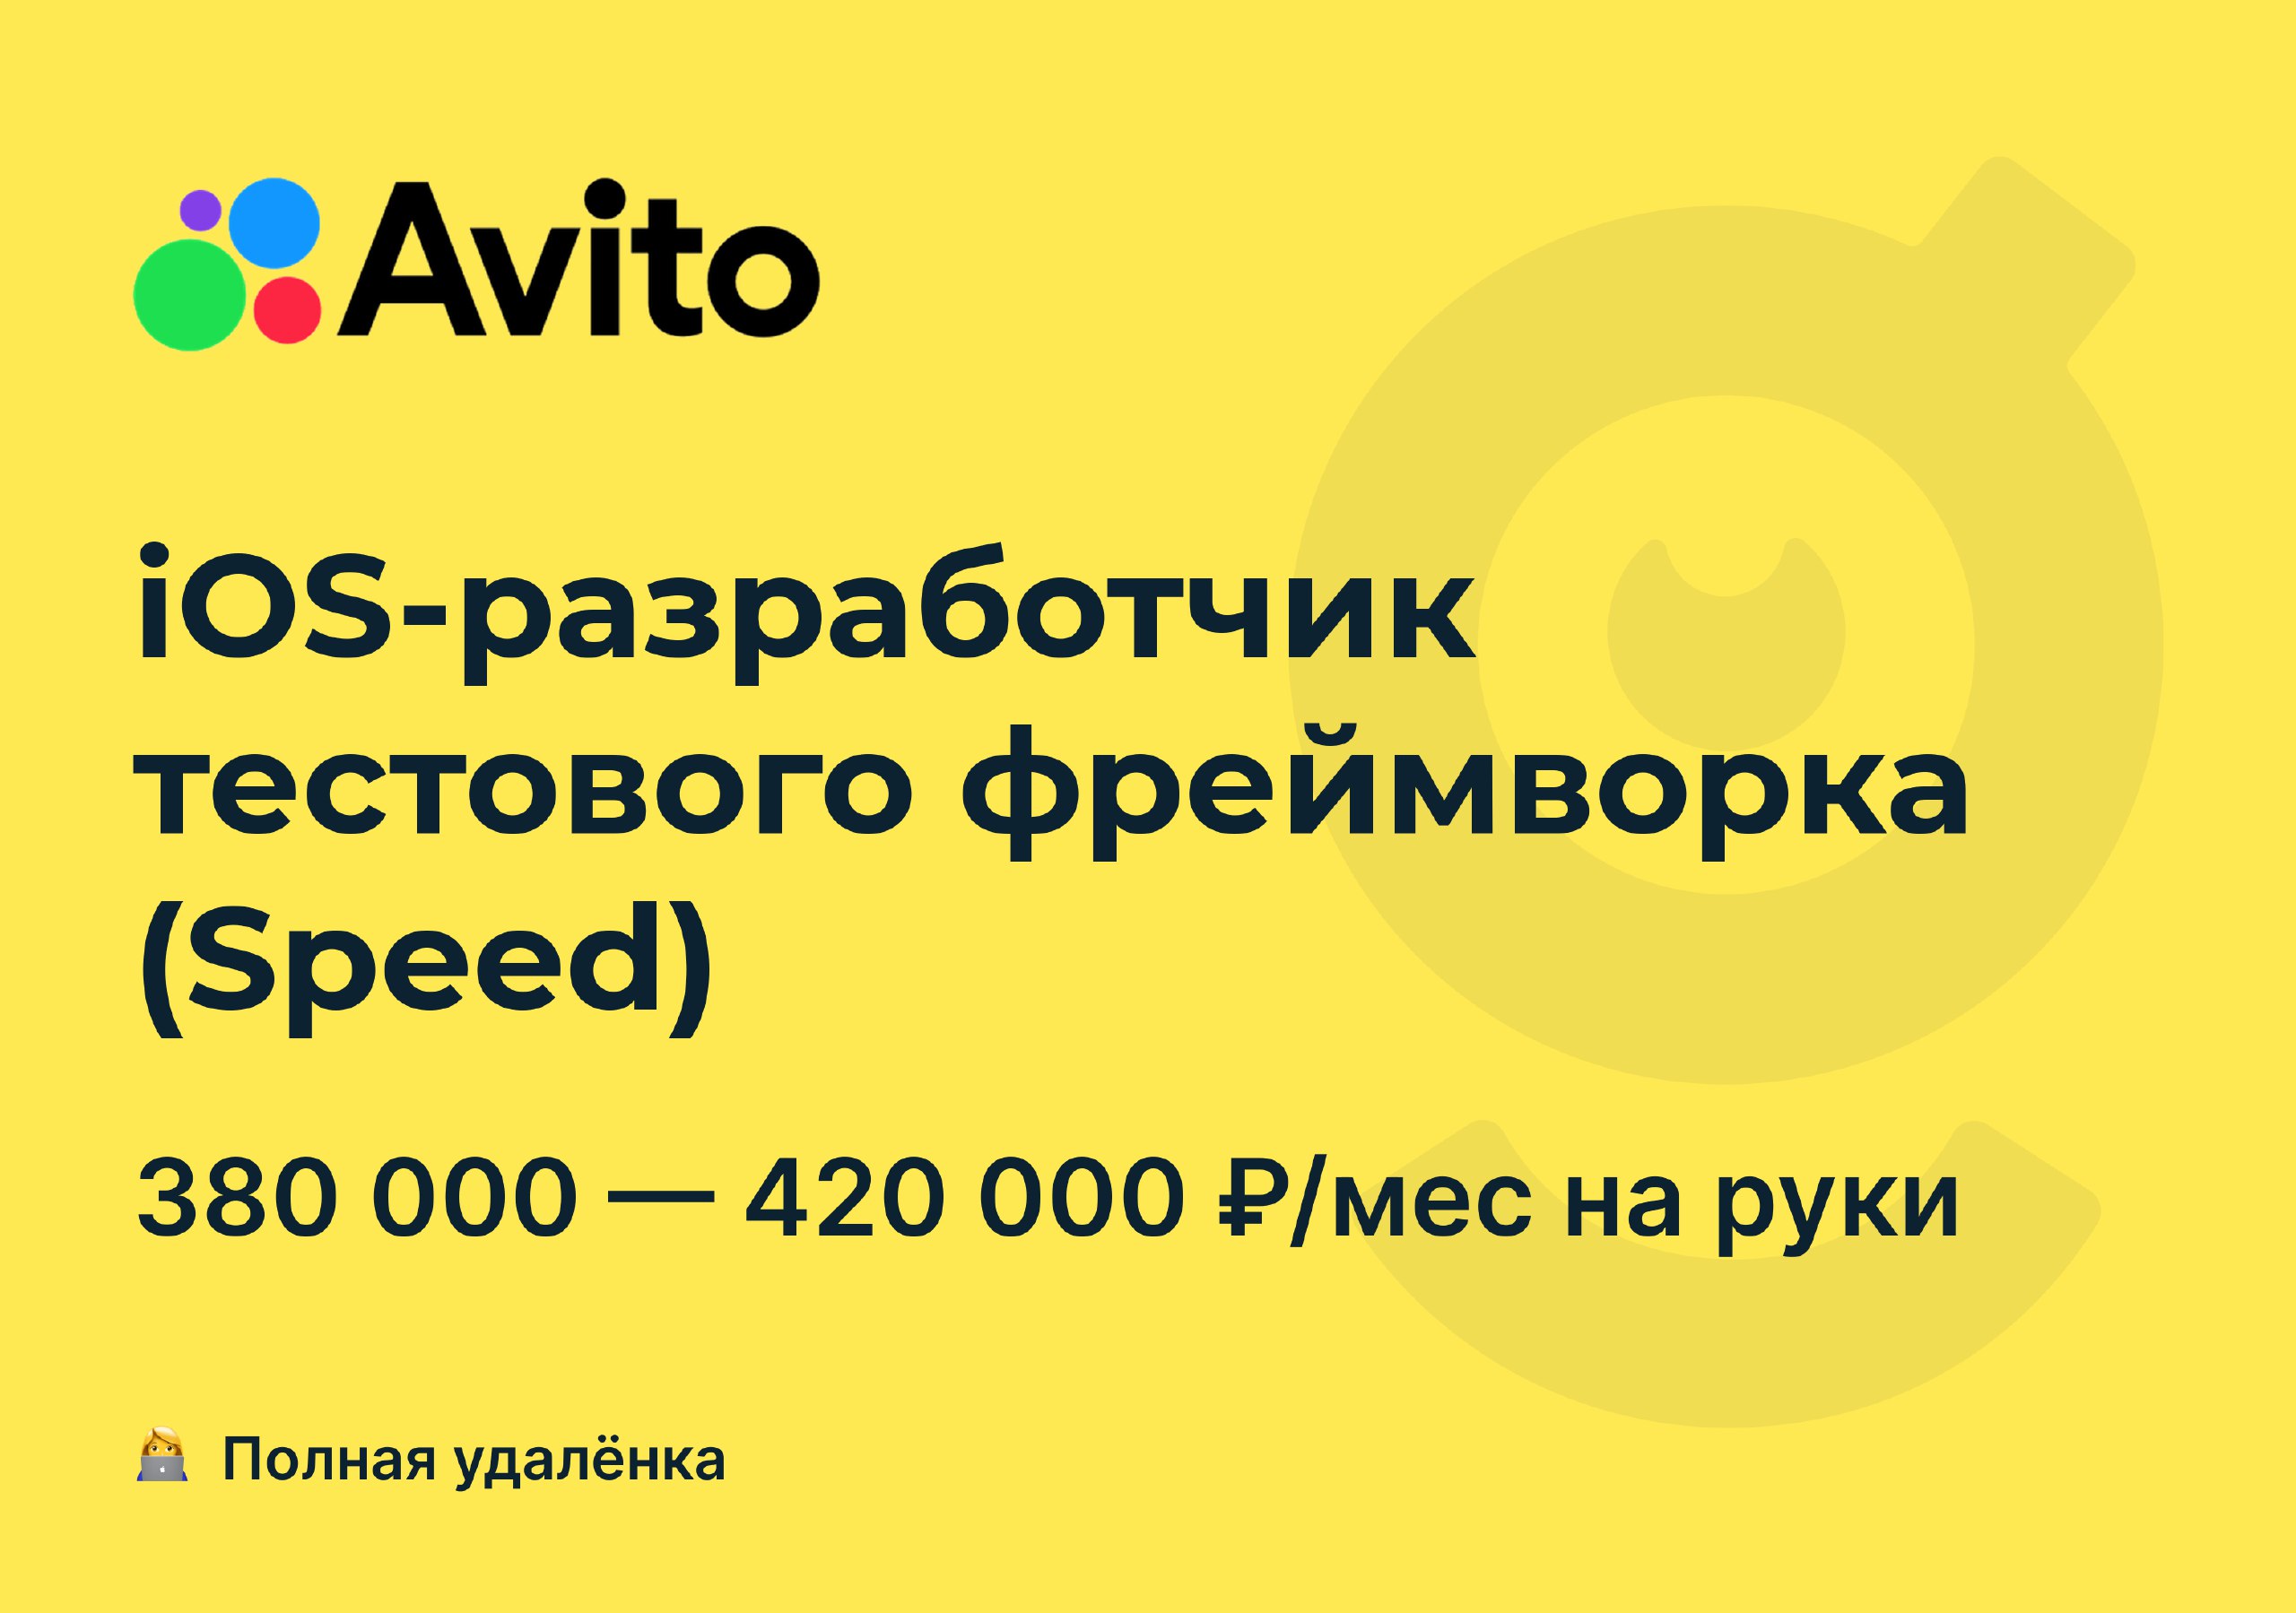 Avito
iOS-разработчик
тестового фреймворка
(Speed)
380 000 — 420 000 ₽/мес на руки
Полная удалёнка